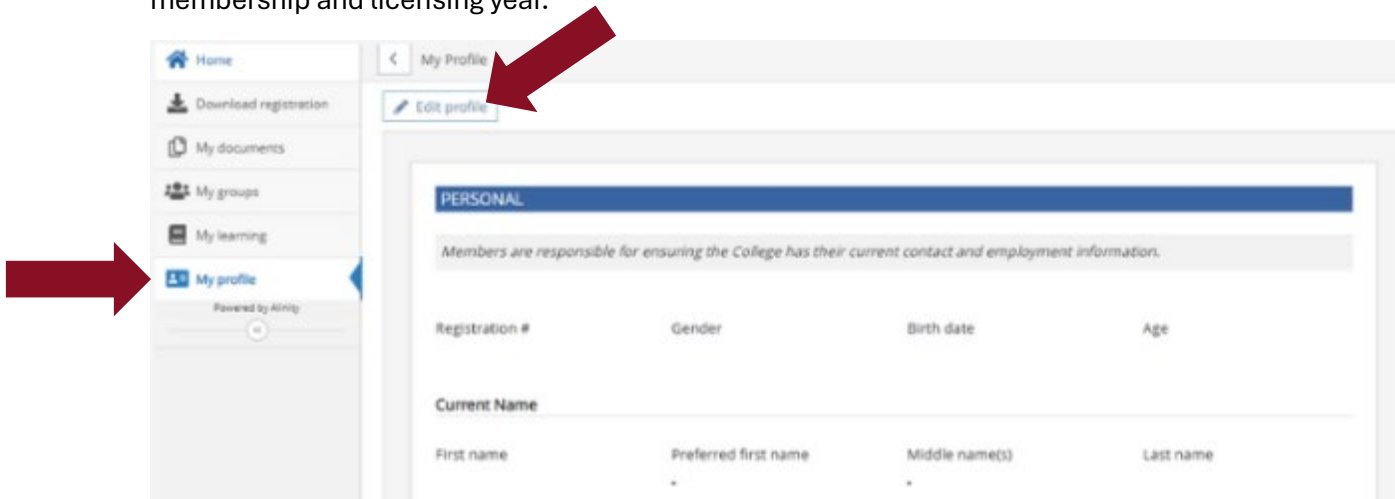 membership and licensing year.
Home
Download registration
My documents
My groups
My learning
My profile
Powered by Alinity
My Profile
Edit profile
PERSONAL
Members are responsible for ensuring the College has their current contact and employment information.
Registration # Gender Birth date Age
Current Name
First name Preferred first name Middle name(s) Last name
- -